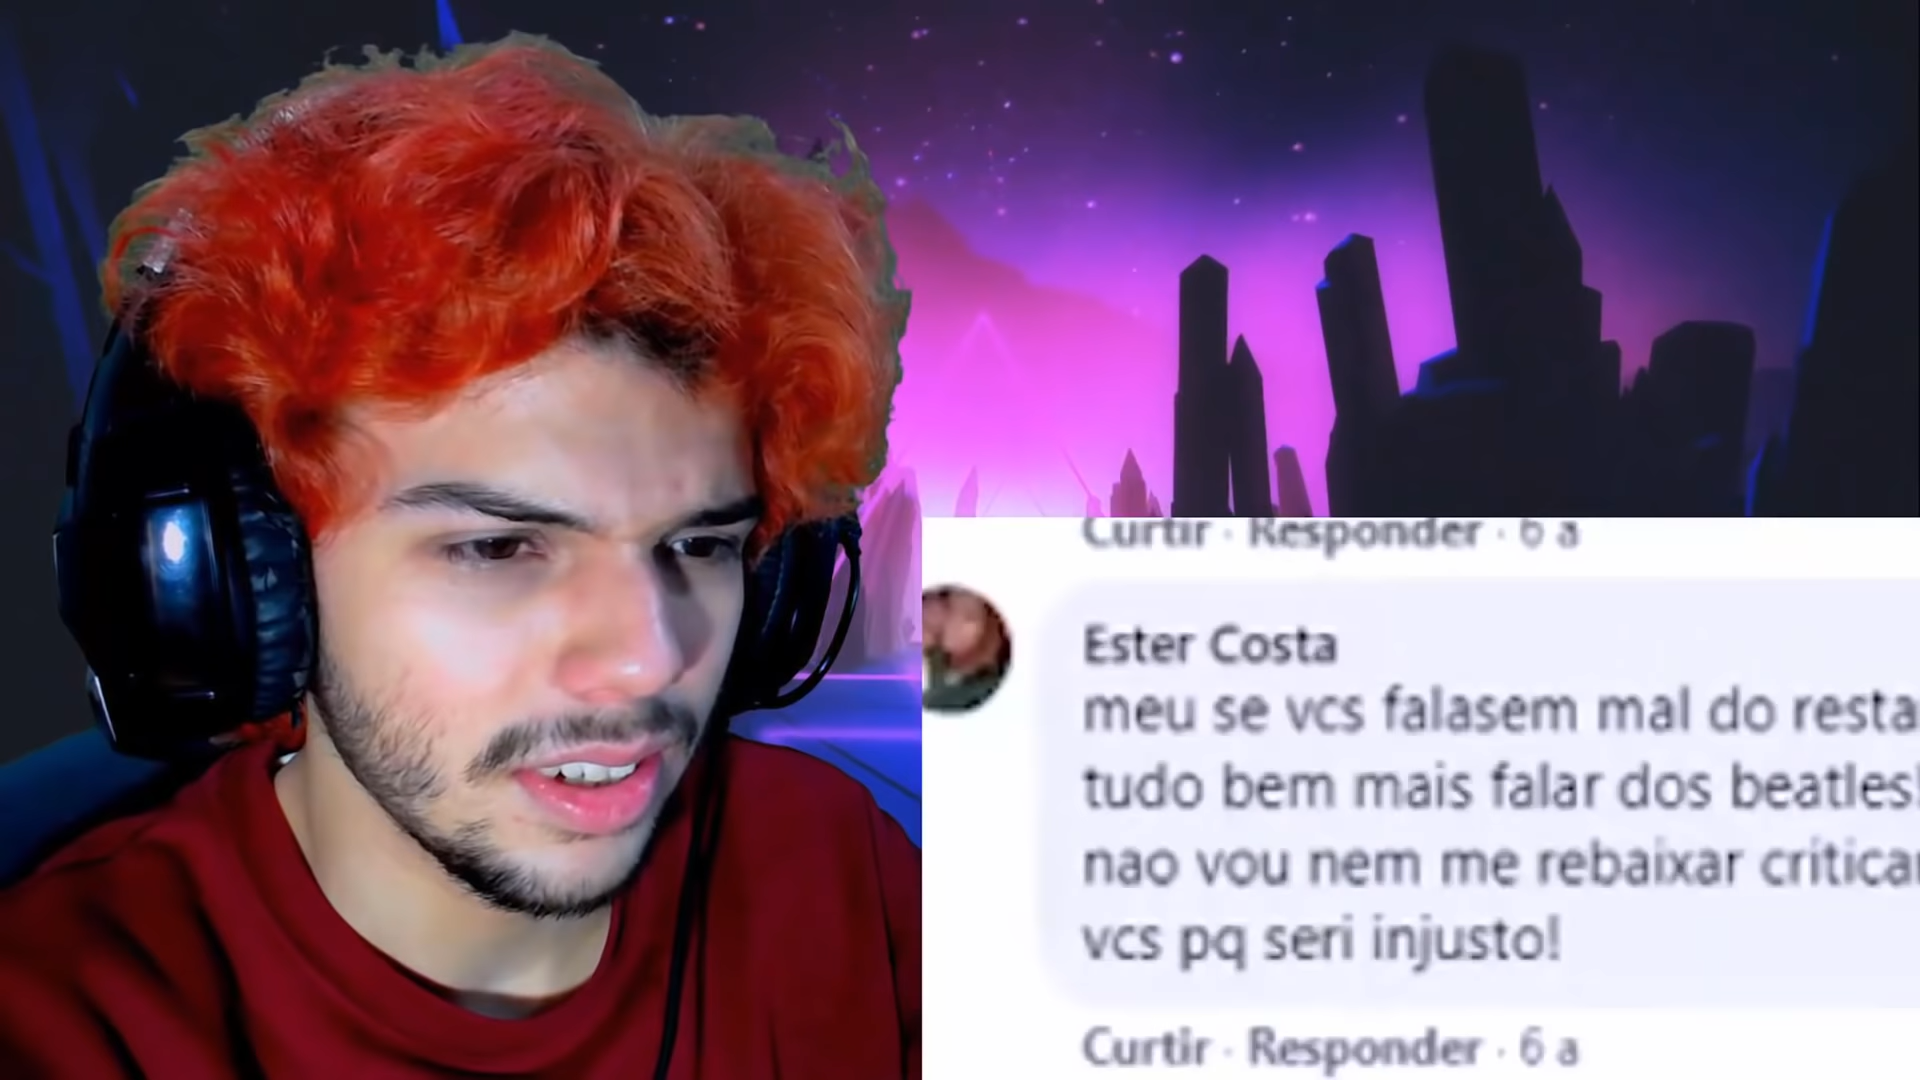 Curtir · Responder · 6 a
Ester Costa
meu se vcs falasem mal do resta
tudo bem mais falar dos beatles!
nao vou nem me rebaixar criticar
vcs pq seri injusto!
Curtir · Responder · 6 a